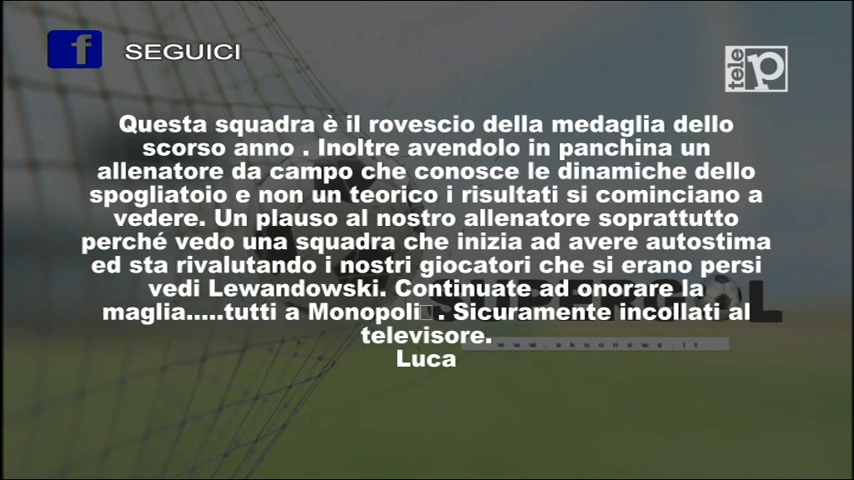 f SEGUICI
tele p
Questa squadra è il rovescio della medaglia dello
scorso anno . Inoltre avendolo in panchina un
allenatore da campo che conosce le dinamiche dello
spogliatoio e non un teorico i risultati si cominciano a
vedere. Un plauso al nostro allenatore soprattutto
perché vedo una squadra che inizia ad avere autostima
ed sta rivalutando i nostri giocatori che si erano persi
vedi Lewandowski. Continuate ad onorare la
maglia.....tutti a Monopoli□ . Sicuramente incollati al
televisore.
Luca